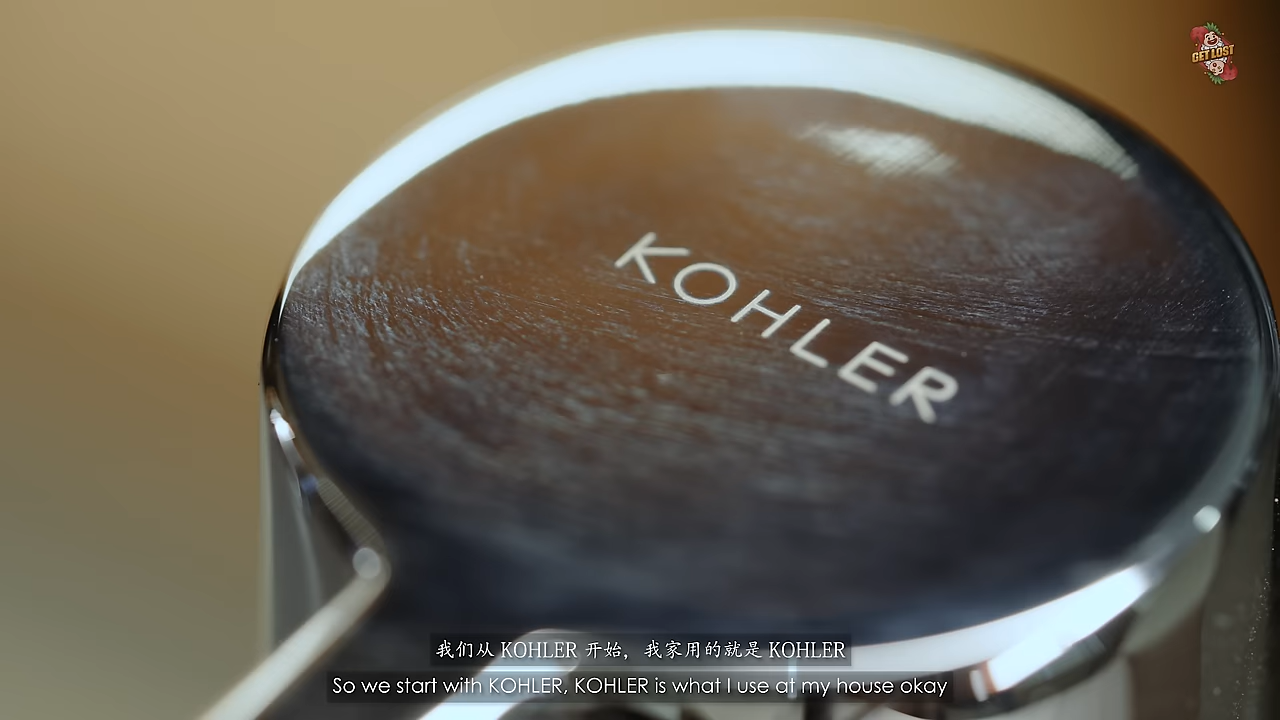 GET LOST
KOHLER
我们从 KOHLER 开始，我家用的就是 KOHLER
So we start with KOHLER, KOHLER is what I use at my house okay